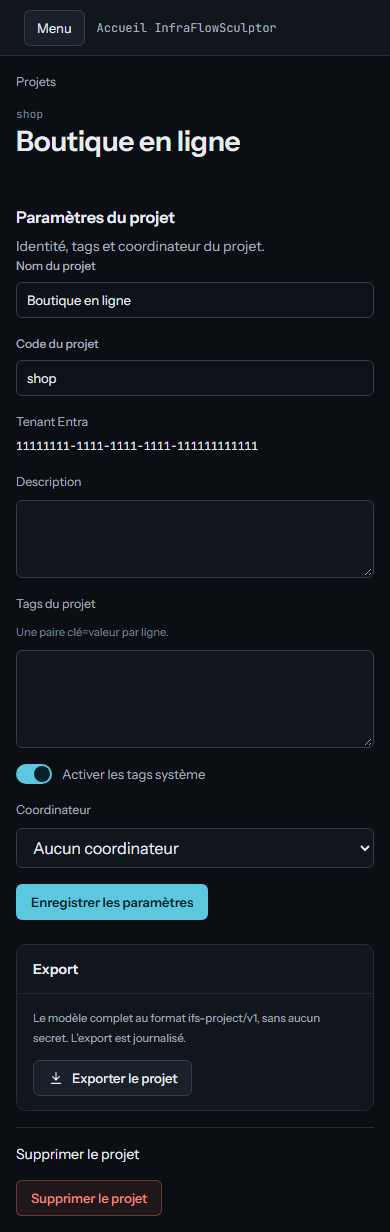 Menu Accueil InfraFlowSculptor
Projets
shop
Boutique en ligne
Paramètres du projet
Identité, tags et coordinateur du projet.
Nom du projet
Boutique en ligne
Code du projet
shop
Tenant Entra
11111111-1111-1111-1111-111111111111
Description
Tags du projet
Une paire clé=valeur par ligne.
Activer les tags système
Coordinateur
Aucun coordinateur
Enregistrer les paramètres
Export
Le modèle complet au format ifs-project/v1, sans aucun
secret. L'export est journalisé.
Exporter le projet
Supprimer le projet
Supprimer le projet